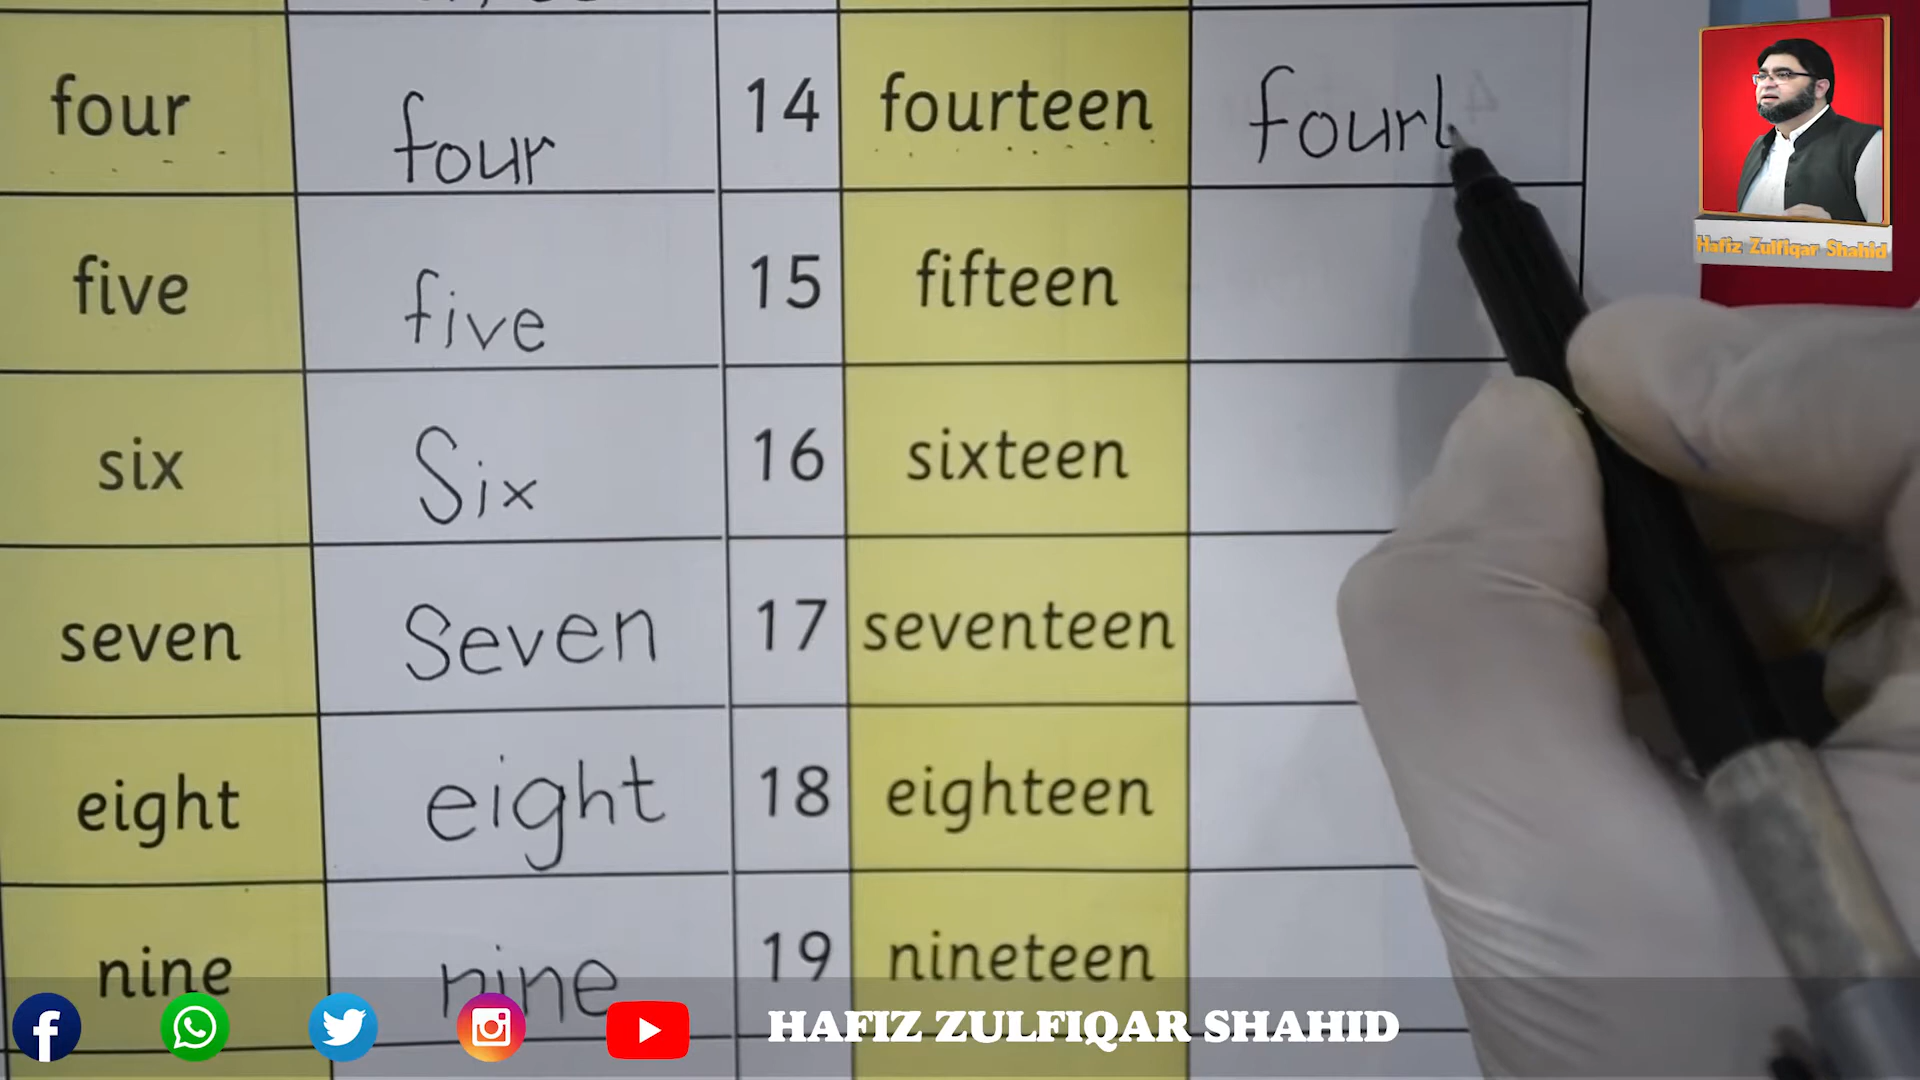 four four 14 fourteen four
five five 15 fifteen
six Six 16 sixteen
seven Seven 17 seventeen
eight eight 18 eighteen
nine nine 19 nineteen
Hafiz Zulfiqar Shahid
HAFIZ ZULFIQAR SHAHID